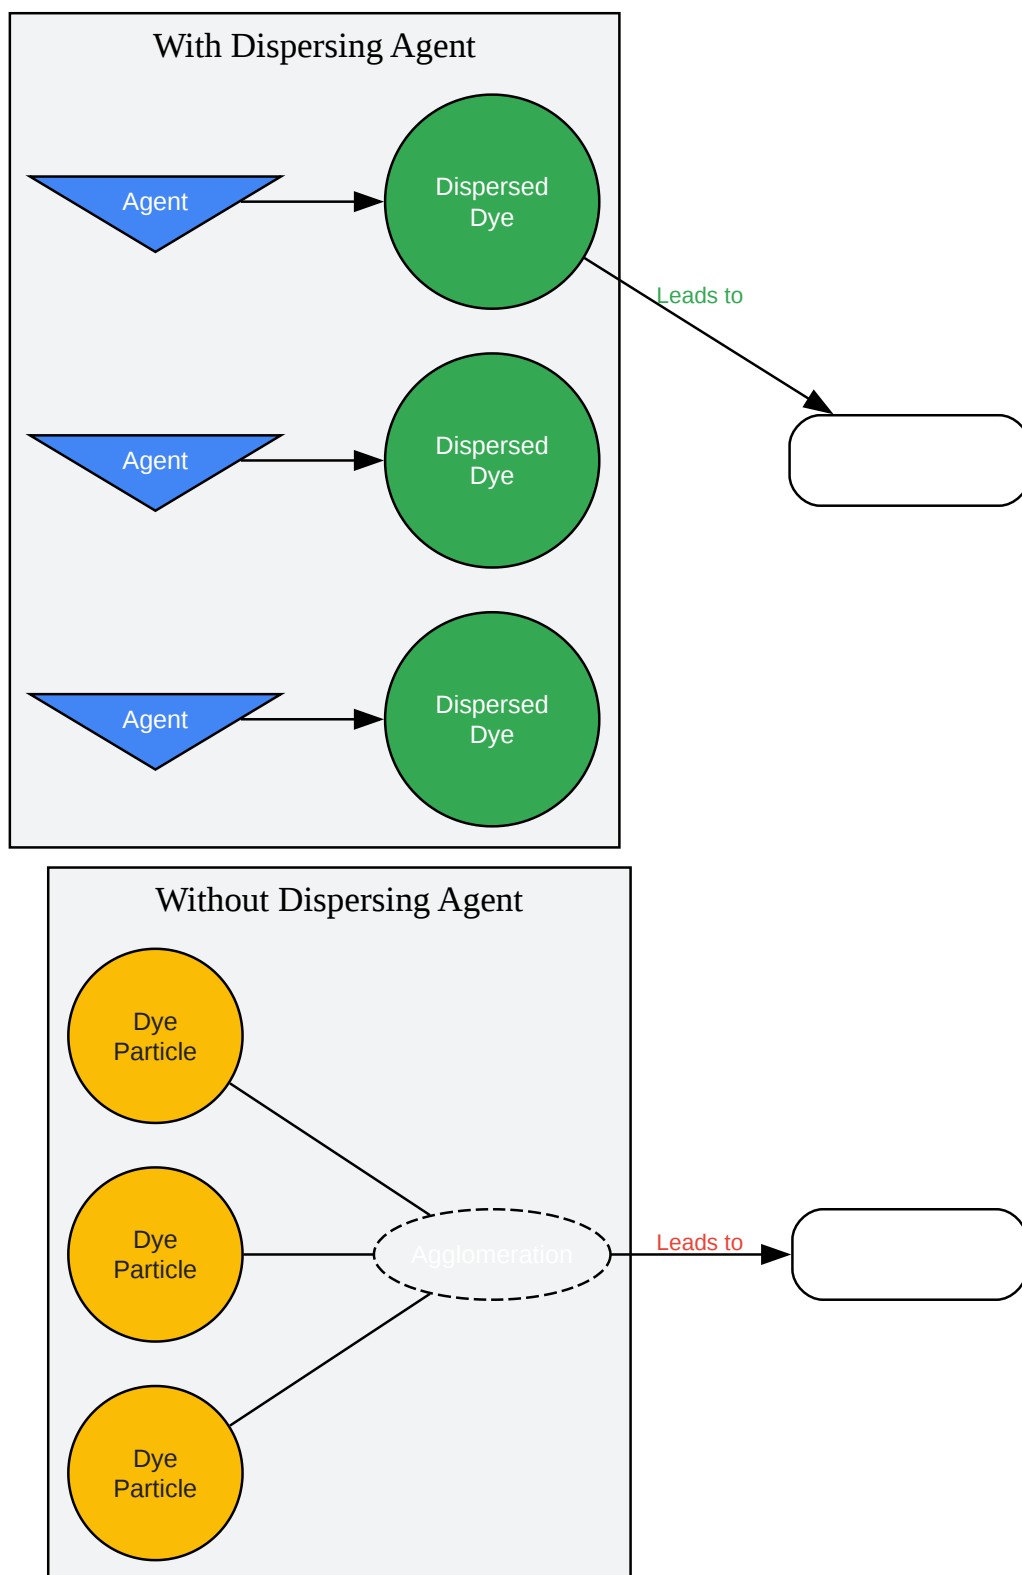 With Dispersing Agent
Agent
Dispersed
Dye
Leads to
Agent
Dispersed
Dye
Agent
Dispersed
Dye
Without Dispersing Agent
Dye
Particle
Dye
Particle
Agglomeration
Leads to
Dye
Particle